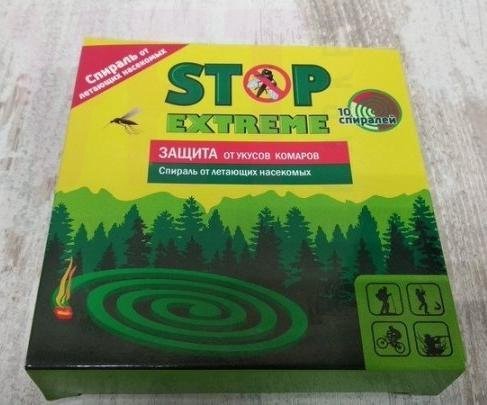 Спираль от
летающих насекомых
STOP
EXTREME
10
спиралей
ЗАЩИТА ОТ УКУСОВ КОМАРОВ
Спираль от летающих насекомых